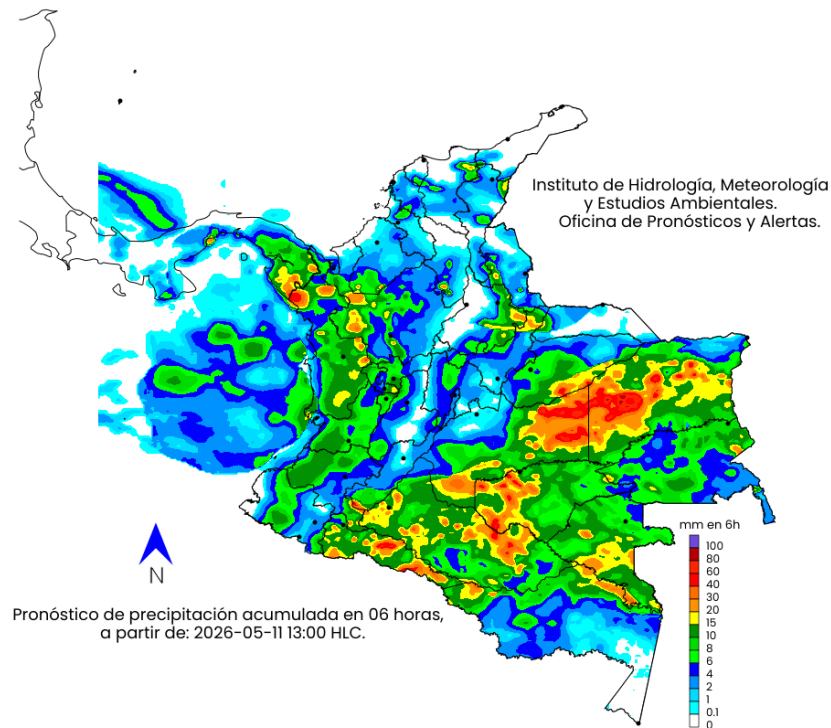 Instituto de Hidrología, Meteorología
y Estudios Ambientales.
Oficina de Pronósticos y Alertas.
N
Pronóstico de precipitación acumulada en 06 horas,
a partir de: 2026-05-11 13:00 HLC.
mm en 6h
100
80
60
40
30
20
15
10
8
6
4
2
1
0.1
0